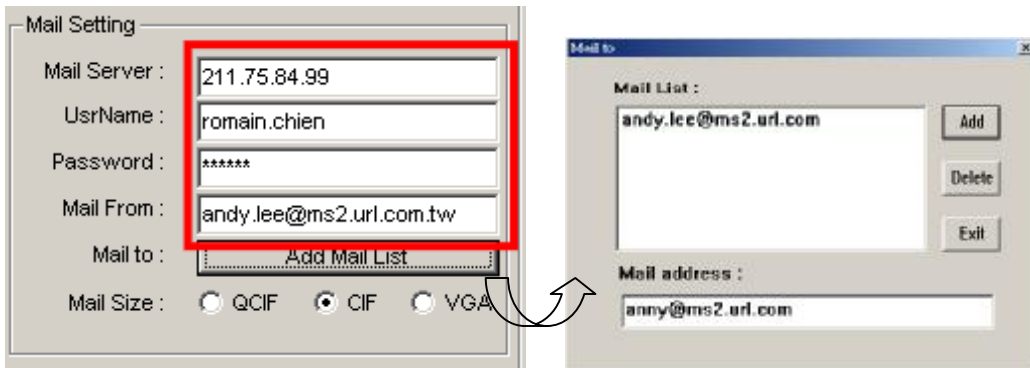 Mail Setting
Mail Server :
211.75.84.99
UsrName :
romain.chien
Password :
******
Mail From :
andy.lee@ms2.url.com.tw
Mail to :
Add Mail List
Mail Size :
QCIF
CIF
VGA
Mail to
Mail List :
andy.lee@ms2.url.com
Add
Delete
Exit
Mail address :
anny@ms2.url.com